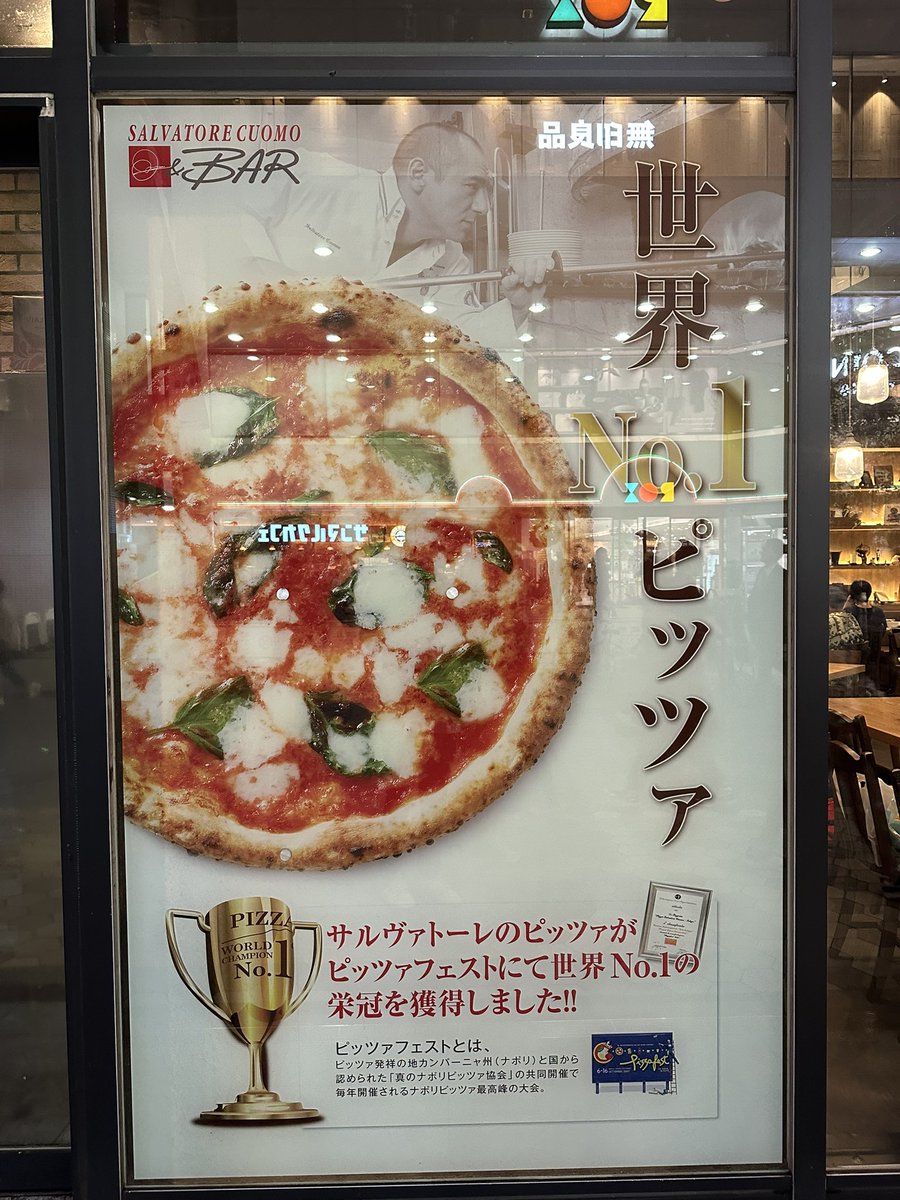 SALVATORE CUOMO
& BAR
無印良品
世界
No.1
ピッツァ
PIZZA
WORLD
CHAMPION
No.1
サルヴァトーレのピッツァが
ピッツァフェストにて世界No.1の
栄冠を獲得しました!!
ピッツァフェストとは、
ピッツァ発祥の地カンパーニャ州(ナポリ)と国から
認められた「真のナポリピッツァ協会」の共同開催で
毎年開催されるナポリピッツァ最高峰の大会。
Pizzafest
6-16